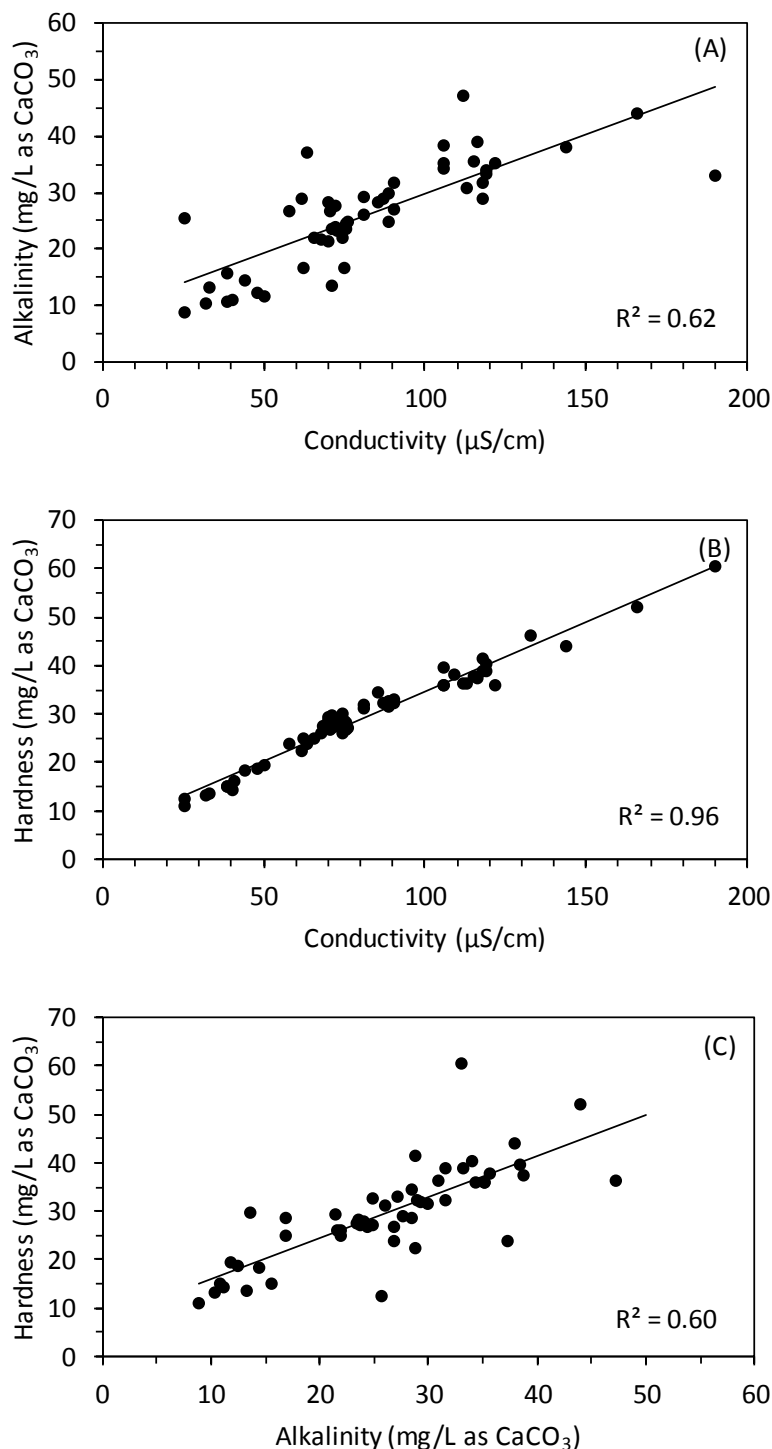 60
50
40
30
20
10
0
(A)
R² = 0.62
Alkalinity (mg/L as CaCO₃)
0 50 100 150 200
Conductivity (µS/cm)
70
60
50
40
30
20
10
0
(B)
R² = 0.96
Hardness (mg/L as CaCO₃)
0 50 100 150 200
Conductivity (µS/cm)
70
60
50
40
30
20
10
0
(C)
R² = 0.60
Hardness (mg/L as CaCO₃)
0 10 20 30 40 50 60
Alkalinity (mg/L as CaCO₃)